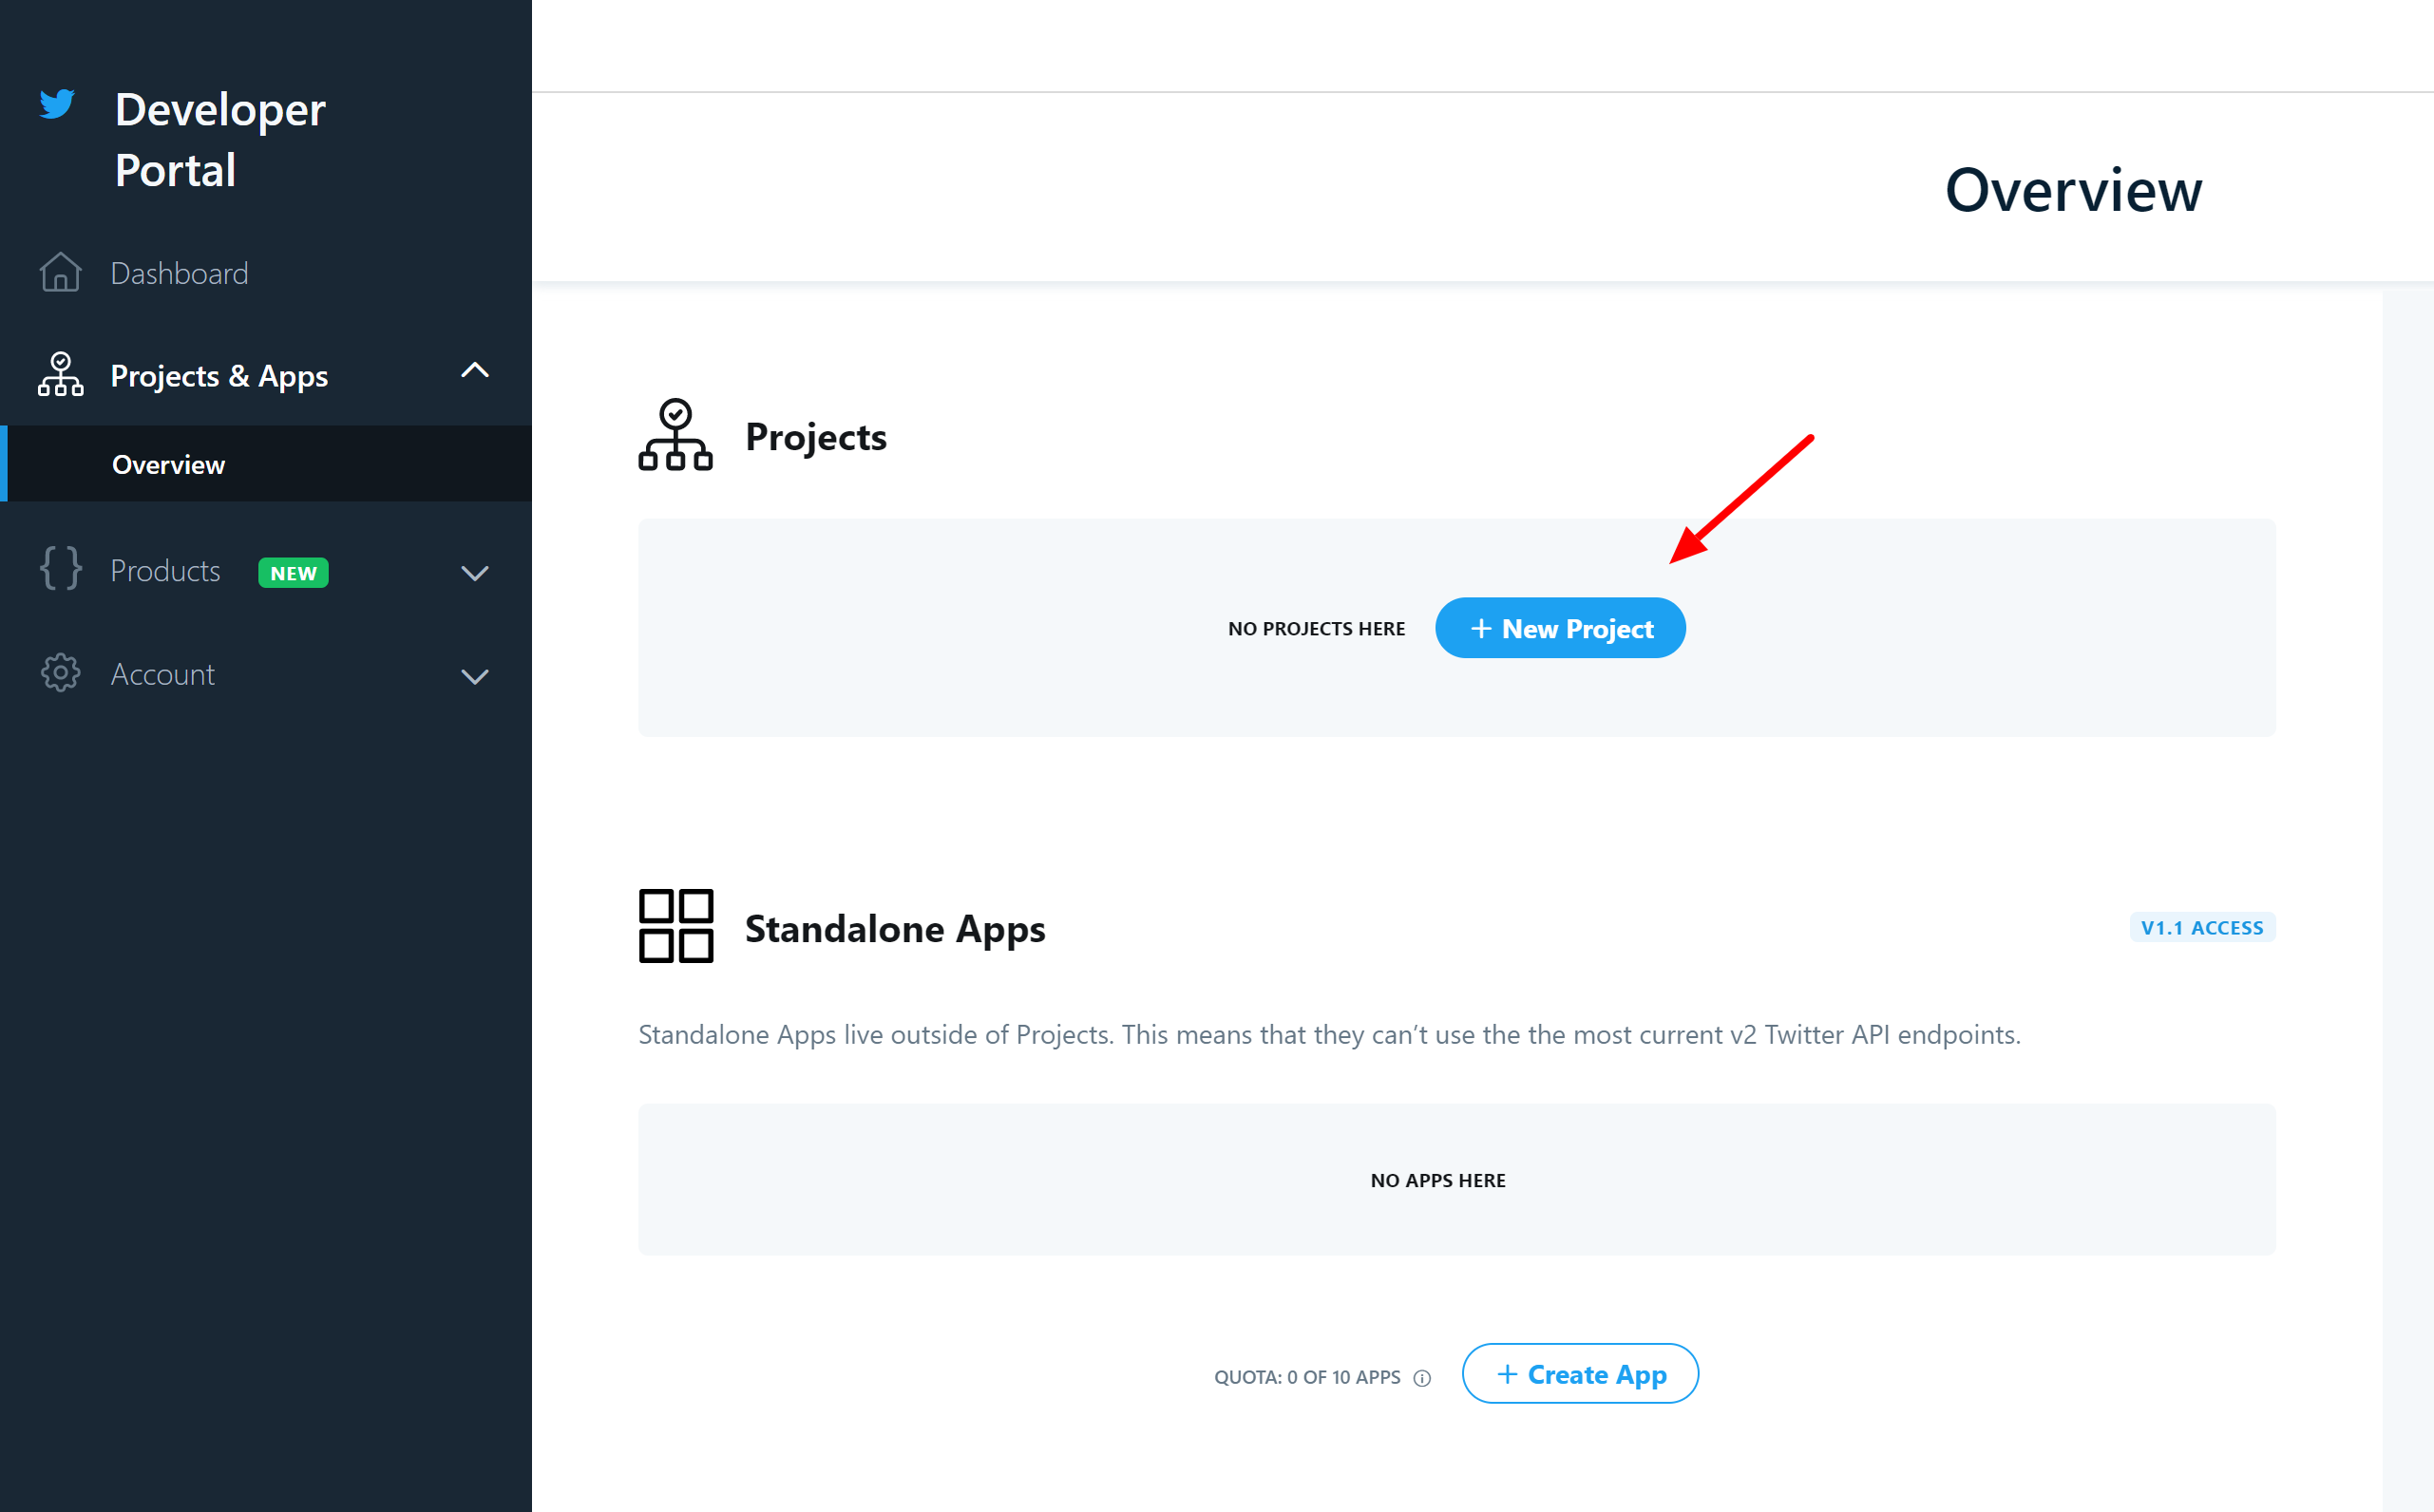 Developer
Portal
Dashboard
Projects & Apps
Overview
Products NEW
Account
Overview
Projects
NO PROJECTS HERE + New Project
Standalone Apps V1.1 ACCESS
Standalone Apps live outside of Projects. This means that they can’t use the the most current v2 Twitter API endpoints.
NO APPS HERE
QUOTA: 0 OF 10 APPS + Create App